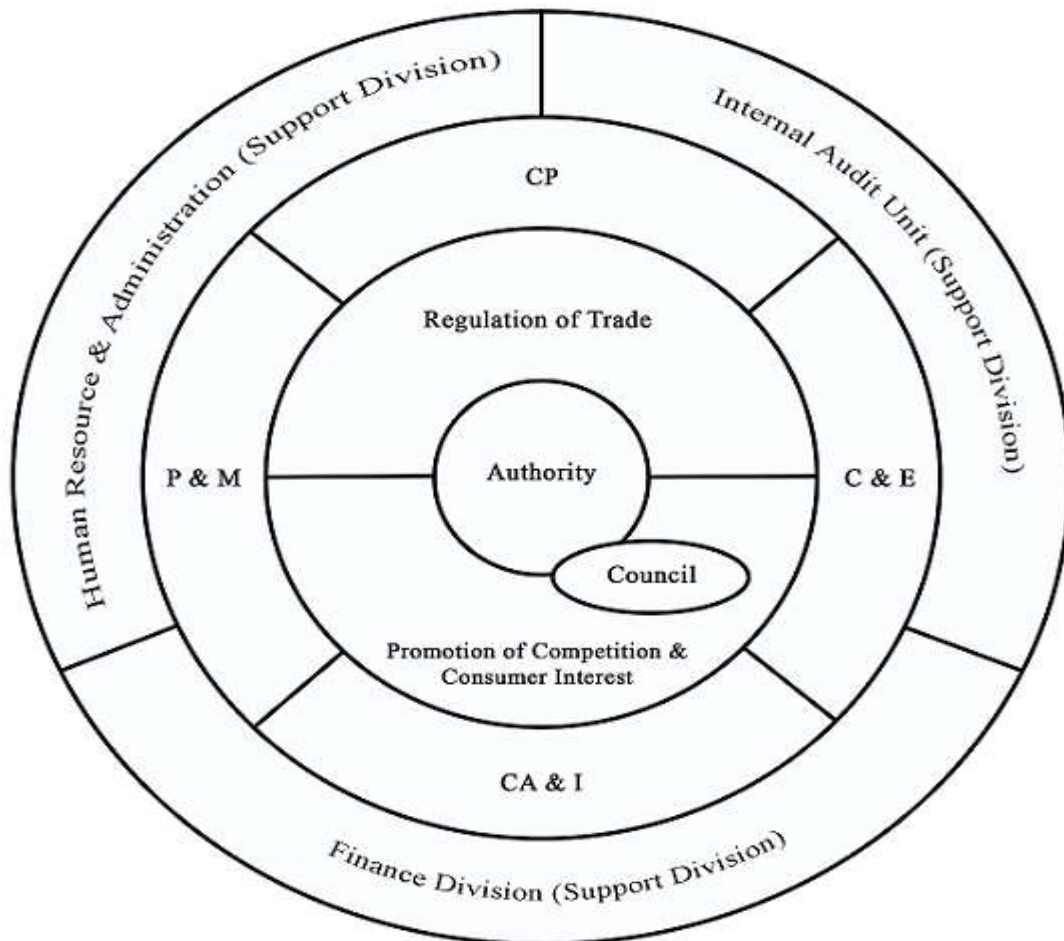 Human Resource & Administration (Support Division)
Internal Audit Unit (Support Division)
CP
Regulation of Trade
P & M
Authority
C & E
Council
Promotion of Competition &
Consumer Interest
CA & I
Finance Division (Support Division)